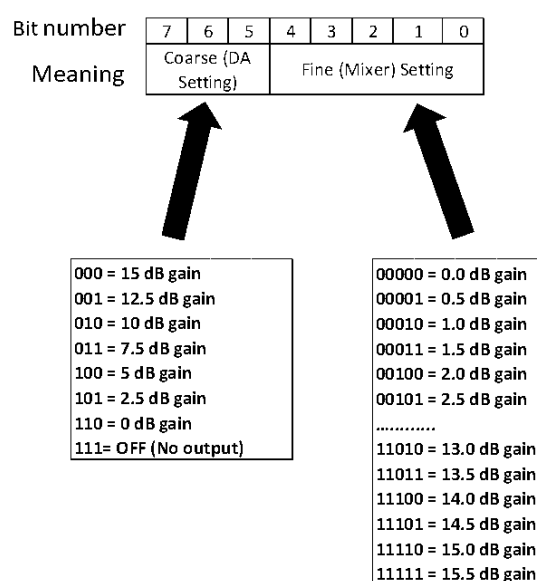 Bit number 7 6 5 4 3 2 1 0
Meaning Coarse (DA Setting) Fine (Mixer) Setting
000 = 15 dB gain
001 = 12.5 dB gain
010 = 10 dB gain
011 = 7.5 dB gain
100 = 5 dB gain
101 = 2.5 dB gain
110 = 0 dB gain
111= OFF (No output)
00000 = 0.0 dB gain
00001 = 0.5 dB gain
00010 = 1.0 dB gain
00011 = 1.5 dB gain
00100 = 2.0 dB gain
00101 = 2.5 dB gain
............
11010 = 13.0 dB gain
11011 = 13.5 dB gain
11100 = 14.0 dB gain
11101 = 14.5 dB gain
11110 = 15.0 dB gain
11111 = 15.5 dB gain